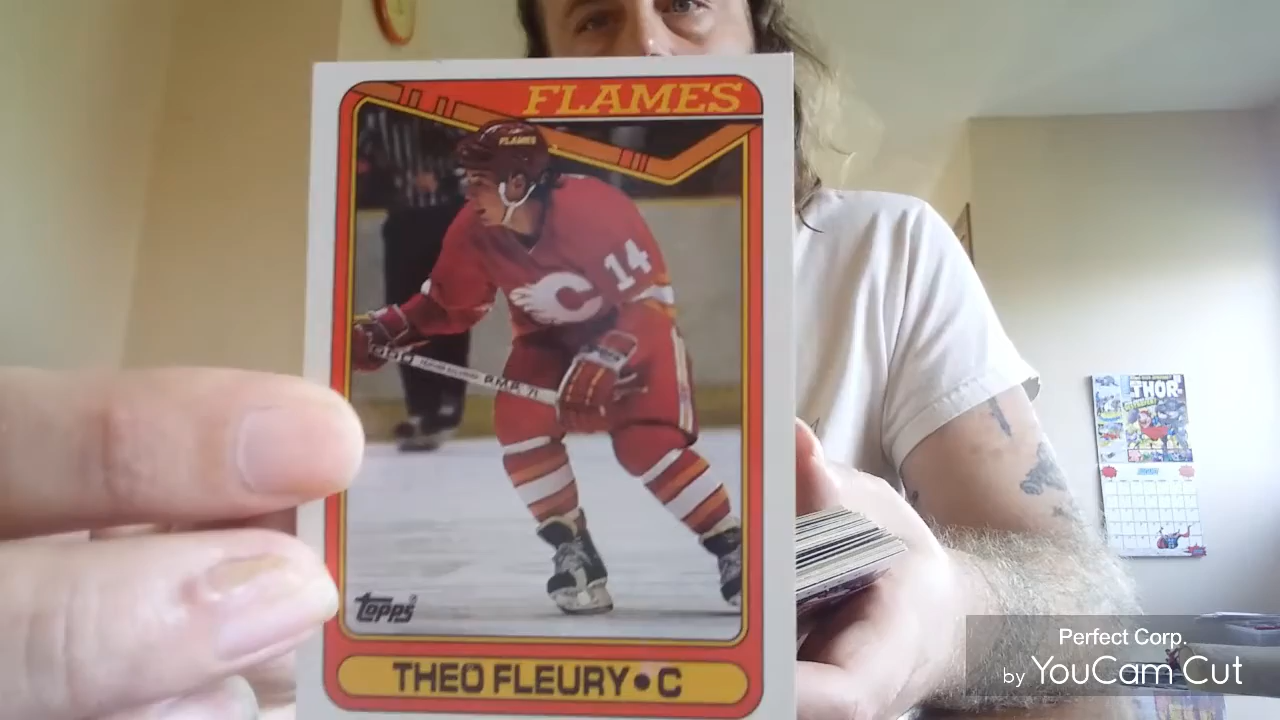 FLAMES
FLAMES
14
C
topps
THEO FLEURY • C
THOR
Perfect Corp.
by YouCam Cut